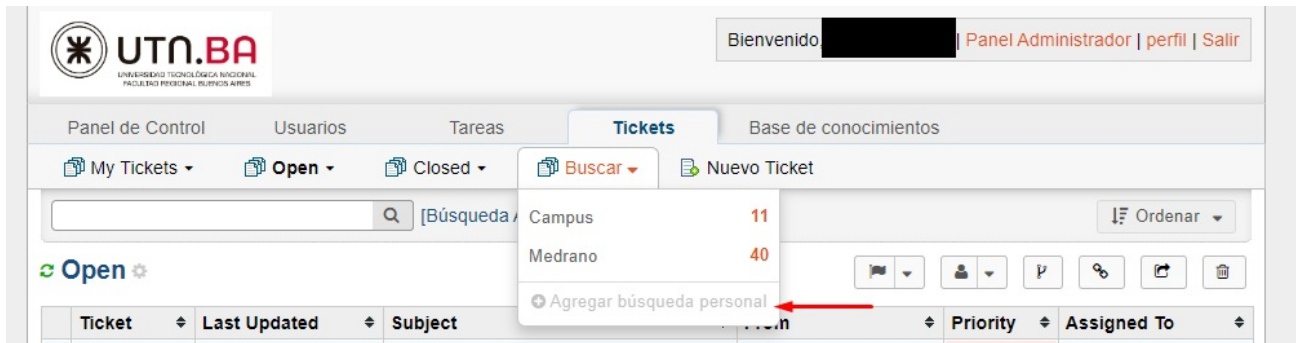 UTN.BA
UNIVERSIDAD TECNOLÓGICA NACIONAL
FACULTAD REGIONAL BUENOS AIRES
Bienvenido, | Panel Administrador | perfil | Salir
Panel de Control Usuarios Tareas Tickets Base de conocimientos
My Tickets Open Closed Buscar Nuevo Ticket
[Búsqueda Ordenar
Campus 11
Medrano 40
Open
Agregar búsqueda personal
Ticket Last Updated Subject Priority Assigned To